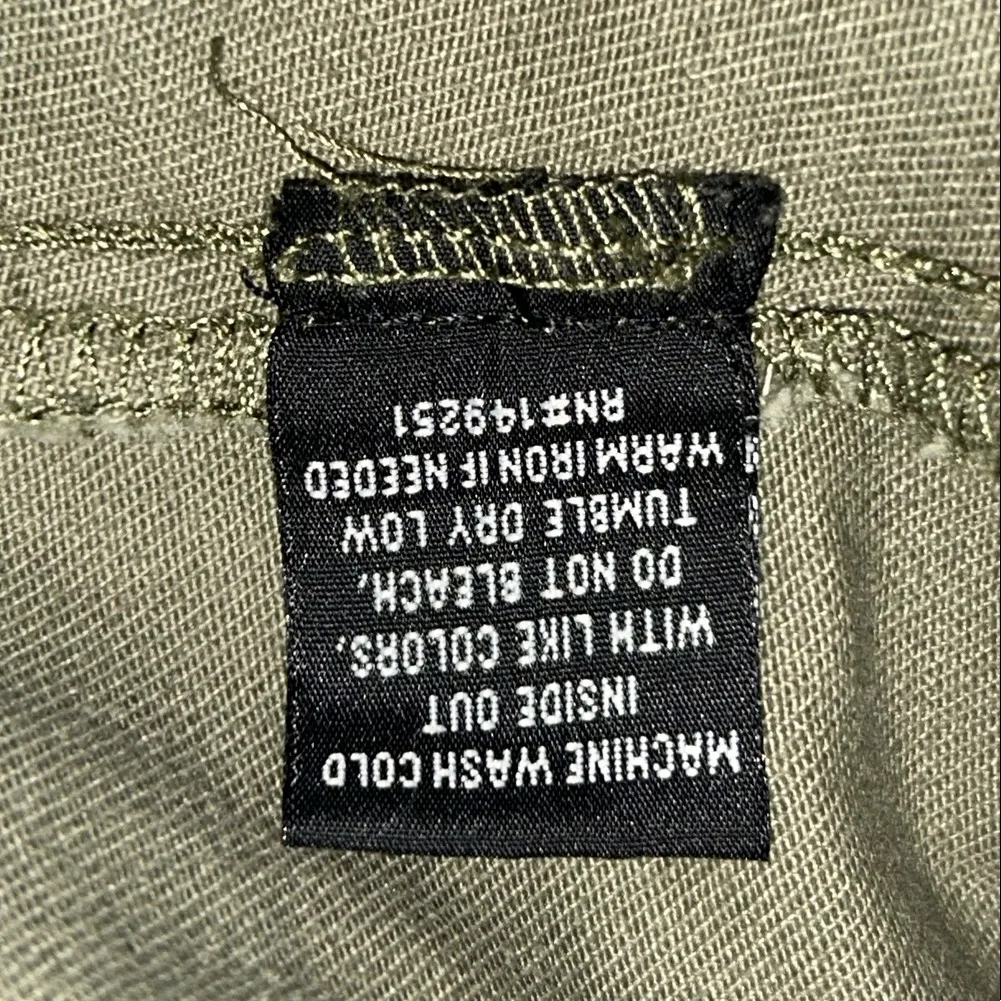 MACHINE WASH COLD
INSIDE OUT
WITH LIKE COLORS.
DO NOT BLEACH.
TUMBLE DRY LOW
WARM IRON IF NEEDED
RN#149251